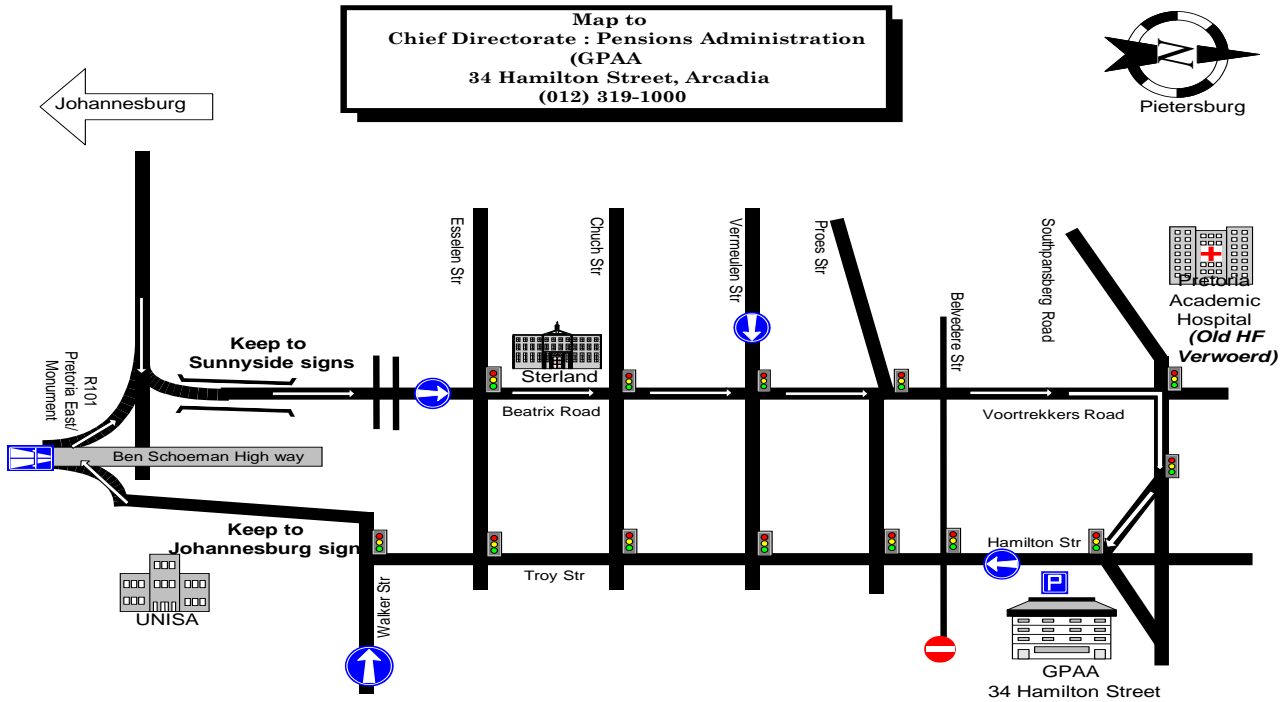 Map to
Chief Directorate : Pensions Administration
(GPAA
34 Hamilton Street, Arcadia
(012) 319-1000
N
Pietersburg
Johannesburg
Esselen Str
Chuch Str
Vermeulen Str
Proes Str
Belvedere Str
Southpansberg Road
Pretoria
Academic
Hospital
(Old HF
Verwoerd)
Keep to
Sunnyside signs
Sterland
Beatrix Road
Voortrekkers Road
R101
Pretoria East/
Monument
Ben Schoeman High way
Keep to
Johannesburg sign
UNISA
Walker Str
Troy Str
Hamilton Str
P
GPAA
34 Hamilton Street